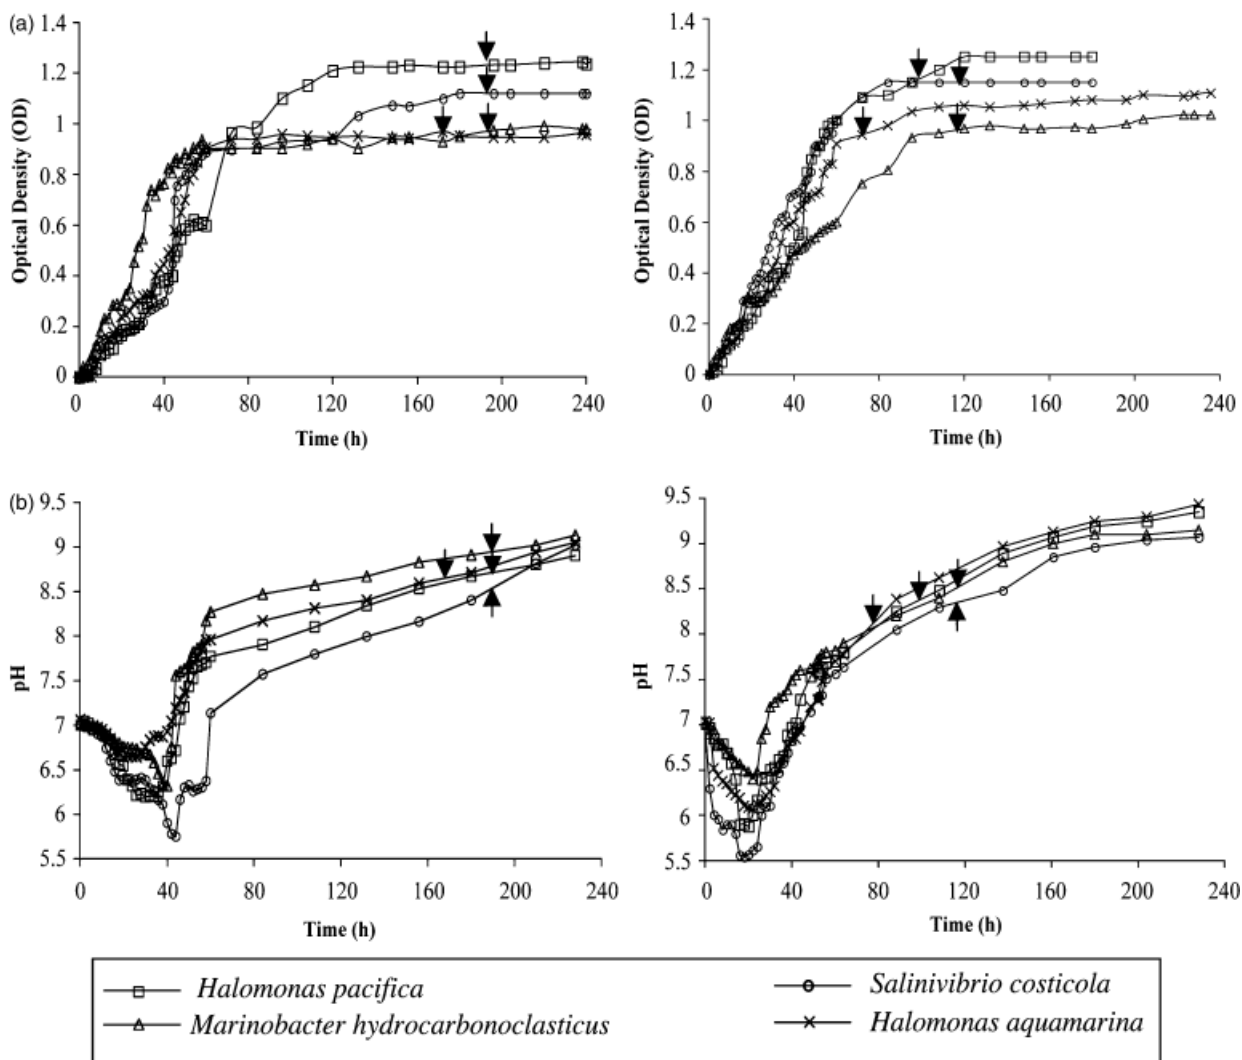 (a)
1.4
1.2
1
0.8
0.6
0.4
0.2
0
Optical Density (OD)
0 40 80 120 160 200 240
Time (h)
1.4
1.2
1
0.8
0.6
0.4
0.2
0
Optical Density (OD)
0 40 80 120 160 200 240
Time (h)
(b)
9.5
9
8.5
8
7.5
7
6.5
6
5.5
pH
0 40 80 120 160 200 240
Time (h)
9.5
9
8.5
8
7.5
7
6.5
6
5.5
pH
0 40 80 120 160 200 240
Time (h)
Halomonas pacifica
Salinivibrio costicola
Marinobacter hydrocarbonoclasticus
Halomonas aquamarina